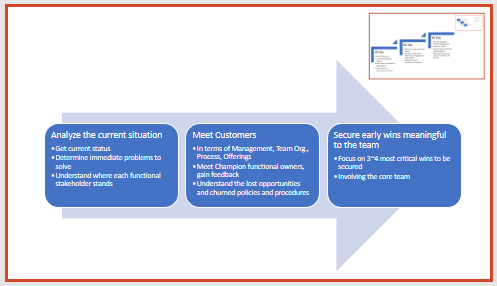 Analyze the current situation
•Get current status
•Determine immediate problems to
solve
•Understand where each functional
stakeholder stands
Meet Customers
•In terms of Management, Team Org.,
Process, Offerings
•Meet Champion functional owners,
gain feedback
•Understand the lost opportunities
and churned policies and procedures
Secure early wins meaningful
to the team
•Focus on 3~4 most critical wins to be
secured
•Involving the core team